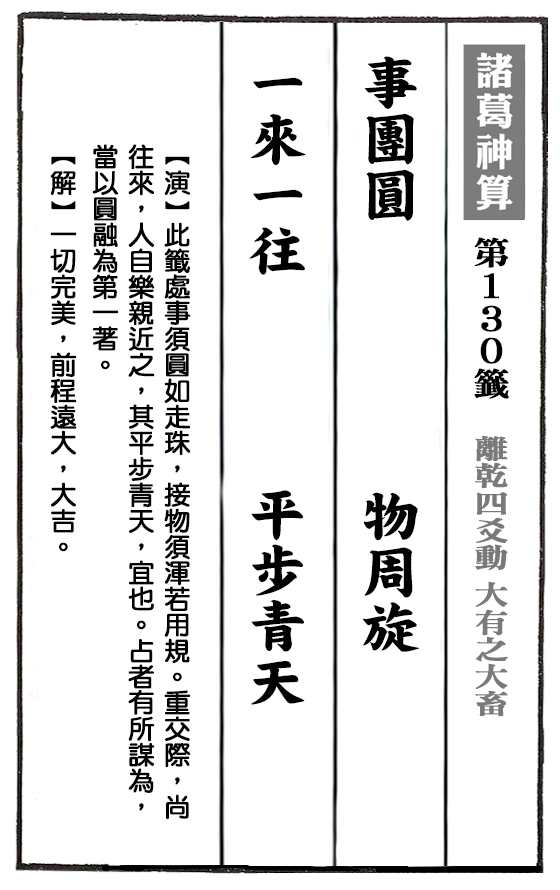 諸葛神算 第130籤 離乾四爻動 大有之大畜
事團圓 物周旋
一來一往 平步青天
【演】此籤處事須圓如走珠，接物須渾若用規。重交際，尚
往來，人自樂親近之，其平步青天，宜也。占者有所謀為，
當以圓融為第一著。
【解】一切完美，前程遠大，大吉。